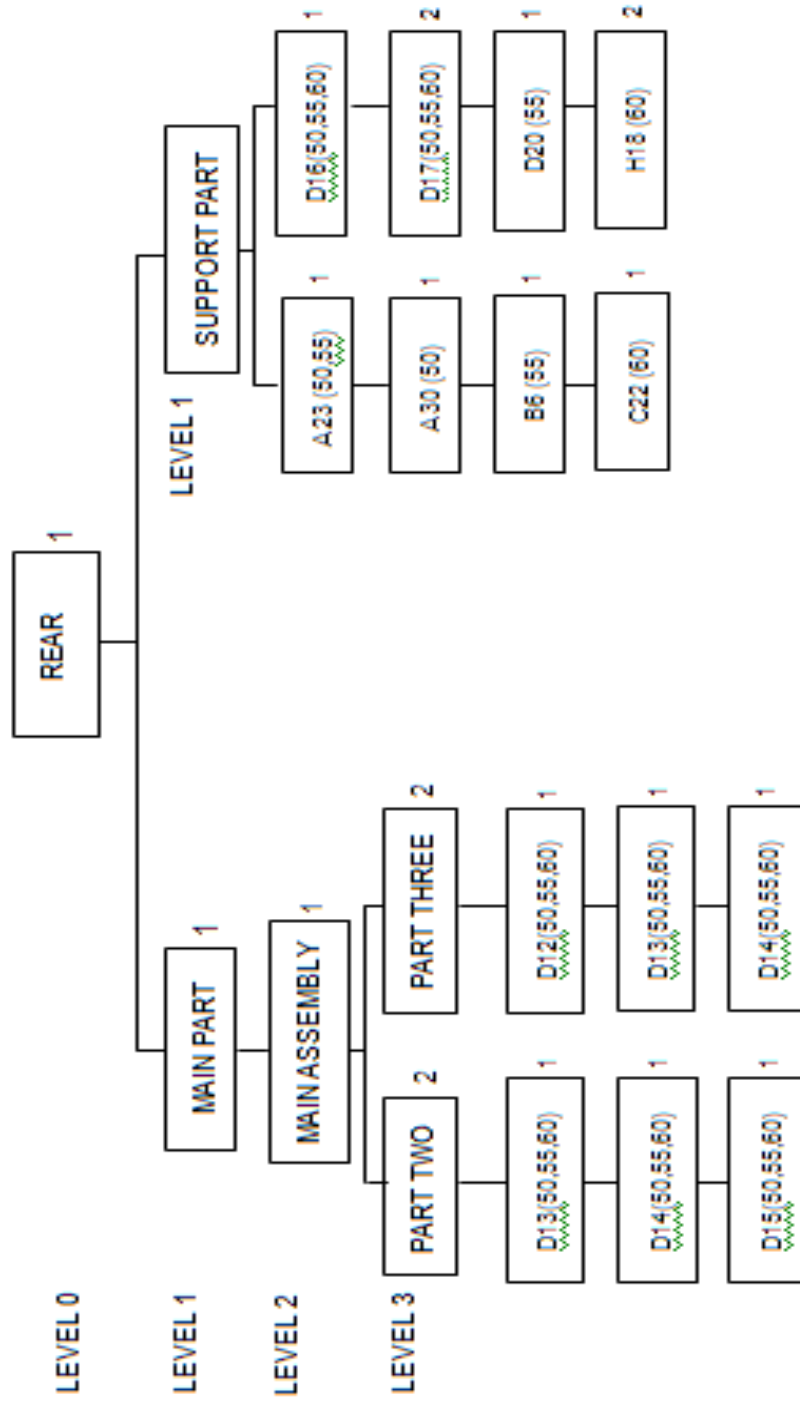 REAR
1
LEVEL 0
LEVEL 1
MAIN PART
1
LEVEL 1
SUPPORT PART
LEVEL 2
MAIN ASSEMBLY
1
A23 (50,55)
1
D16(50,55,60)
1
LEVEL 3
PART TWO
2
PART THREE
2
A30 (50)
1
D17(50,55,60)
2
D13(50,55,60)
1
D12(50,55,60)
1
B6 (55)
1
D20 (55)
1
D14(50,55,60)
1
D13(50,55,60)
1
C22 (60)
1
H18 (60)
2
D15(50,55,60)
1
D14(50,55,60)
1